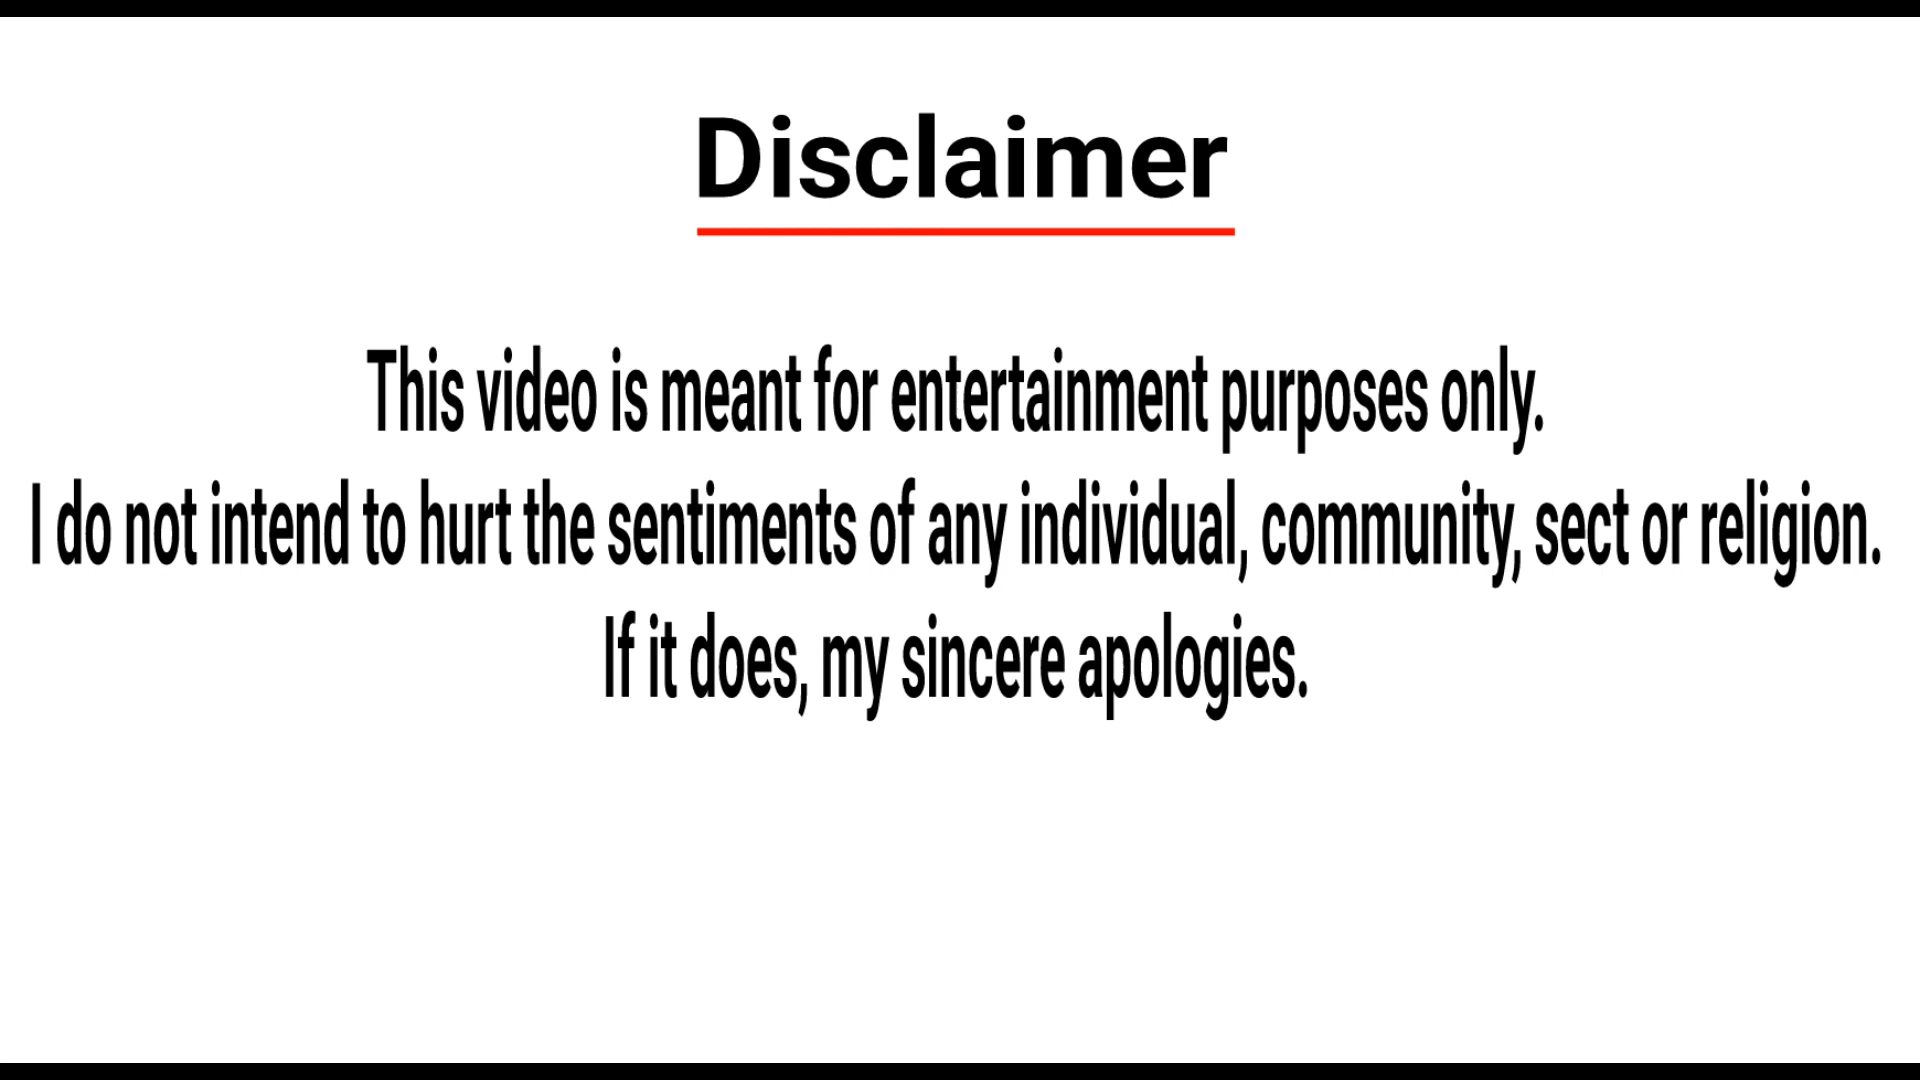 Disclaimer
This video is meant for entertainment purposes only.
I do not intend to hurt the sentiments of any individual, community, sect or religion.
If it does, my sincere apologies.